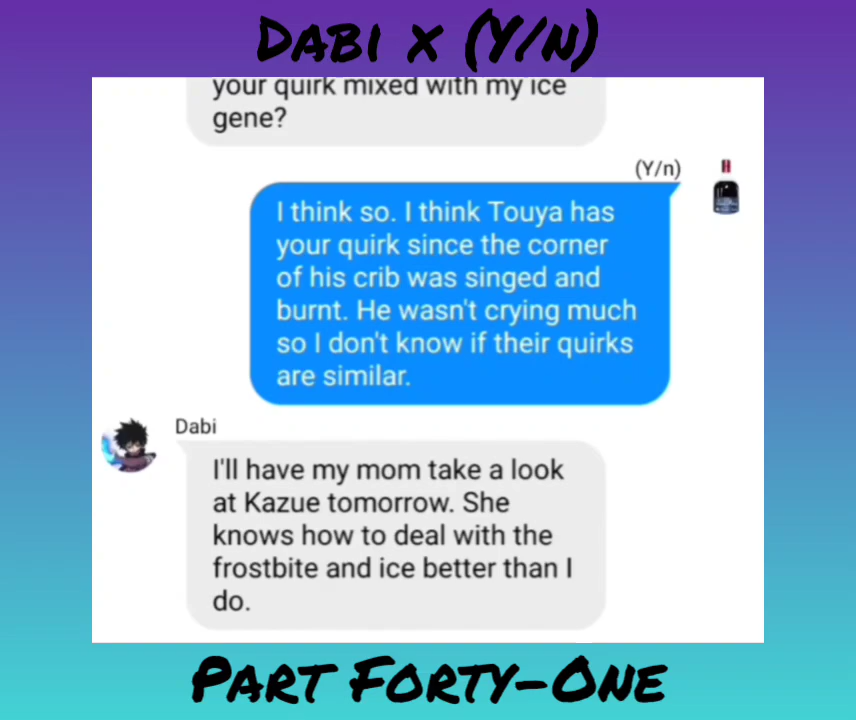 DABI X (Y/N)
your quirk mixed with my ice
gene?
(Y/n)
I think so. I think Touya has
your quirk since the corner
of his crib was singed and
burnt. He wasn't crying much
so I don't know if their quirks
are similar.
Dabi
I'll have my mom take a look
at Kazue tomorrow. She
knows how to deal with the
frostbite and ice better than I
do.
PART FORTY-ONE